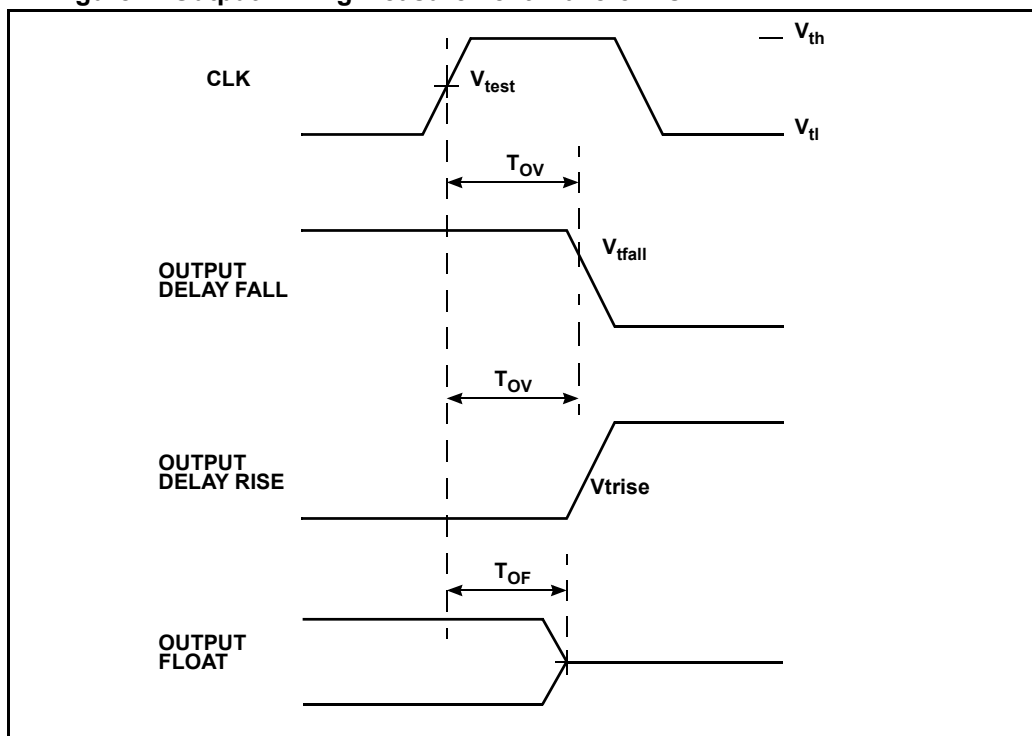 V_th
CLK
V_test
V_tl
T_OV
V_tfall
OUTPUT
DELAY FALL
T_OV
OUTPUT
DELAY RISE
Vtrise
T_OF
OUTPUT
FLOAT